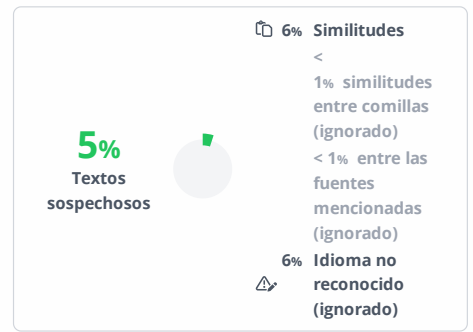 5%
Textos
sospechosos
6% Similitudes
<
1% similitudes
entre comillas
(ignorado)
< 1% entre las
fuentes
mencionadas
(ignorado)
6% Idioma no
reconocido
(ignorado)